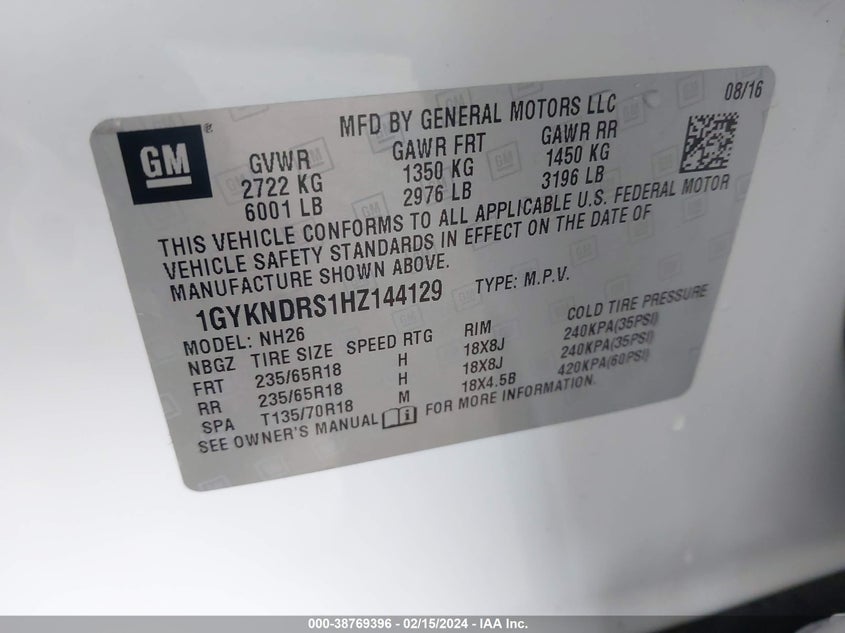 MFD BY GENERAL MOTORS LLC 08/16
GM
GVWR GAWR FRT GAWR RR
2722 KG 1350 KG 1450 KG
6001 LB 2976 LB 3196 LB
THIS VEHICLE CONFORMS TO ALL APPLICABLE U.S. FEDERAL MOTOR
VEHICLE SAFETY STANDARDS IN EFFECT ON THE DATE OF
MANUFACTURE SHOWN ABOVE.
1GYKNDRS1HZ144129 TYPE: M.P.V.
MODEL: NH26
NBGZ TIRE SIZE SPEED RTG RIM COLD TIRE PRESSURE
FRT 235/65R18 H 18X8J 240KPA(35PSI)
RR 235/65R18 H 18X8J 240KPA(35PSI)
SPA T135/70R18 M 18X4.5B 420KPA(60PSI)
SEE OWNER'S MANUAL FOR MORE INFORMATION.
000-38769396 - 02/15/2024 - IAA Inc.